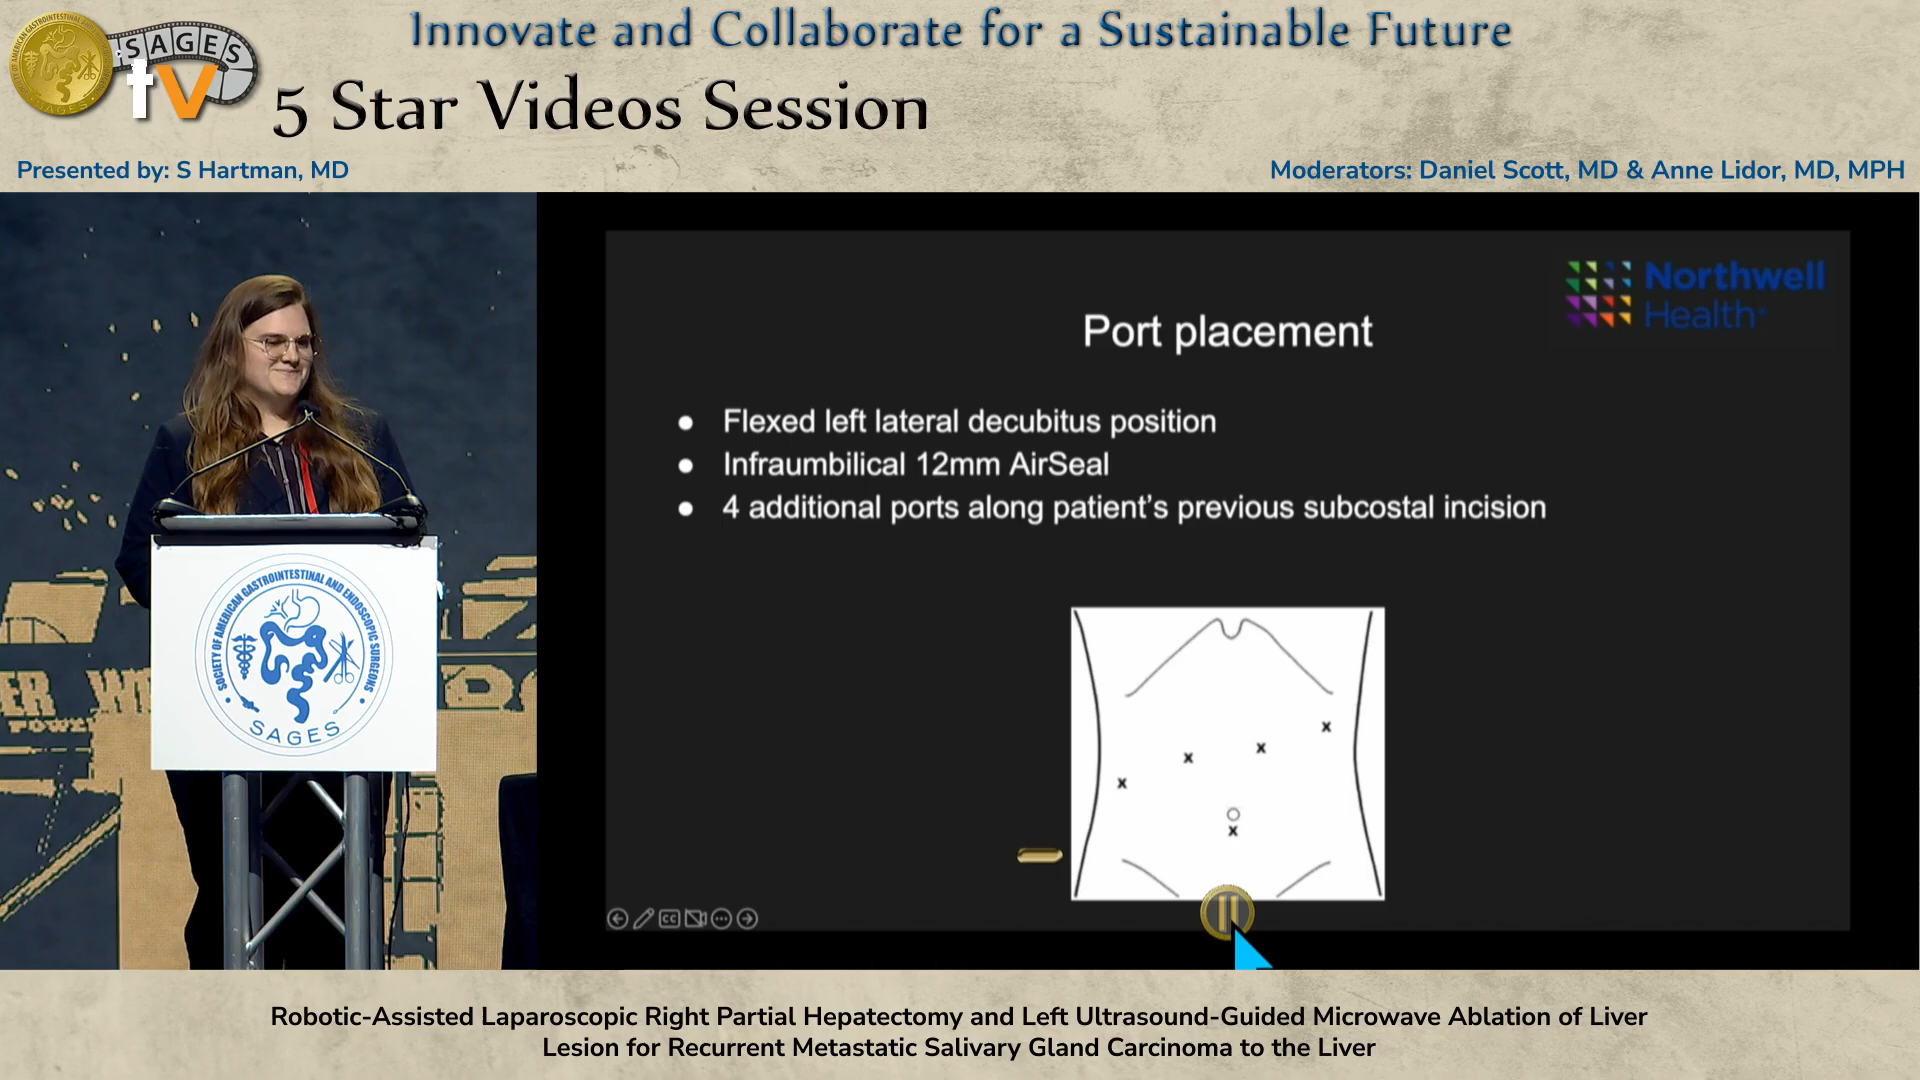 Innovate and Collaborate for a Sustainable Future
SAGES
tv
5 Star Videos Session
Presented by: S Hartman, MD
Moderators: Daniel Scott, MD & Anne Lidor, MD, MPH
Northwell
Health
Port placement
● Flexed left lateral decubitus position
● Infraumbilical 12mm AirSeal
● 4 additional ports along patient's previous subcostal incision
x
x
x
x
x
CC
SOCIETY OF AMERICAN GASTROINTESTINAL AND ENDOSCOPIC SURGEONS
SAGES
POWE
Robotic-Assisted Laparoscopic Right Partial Hepatectomy and Left Ultrasound-Guided Microwave Ablation of Liver
Lesion for Recurrent Metastatic Salivary Gland Carcinoma to the Liver